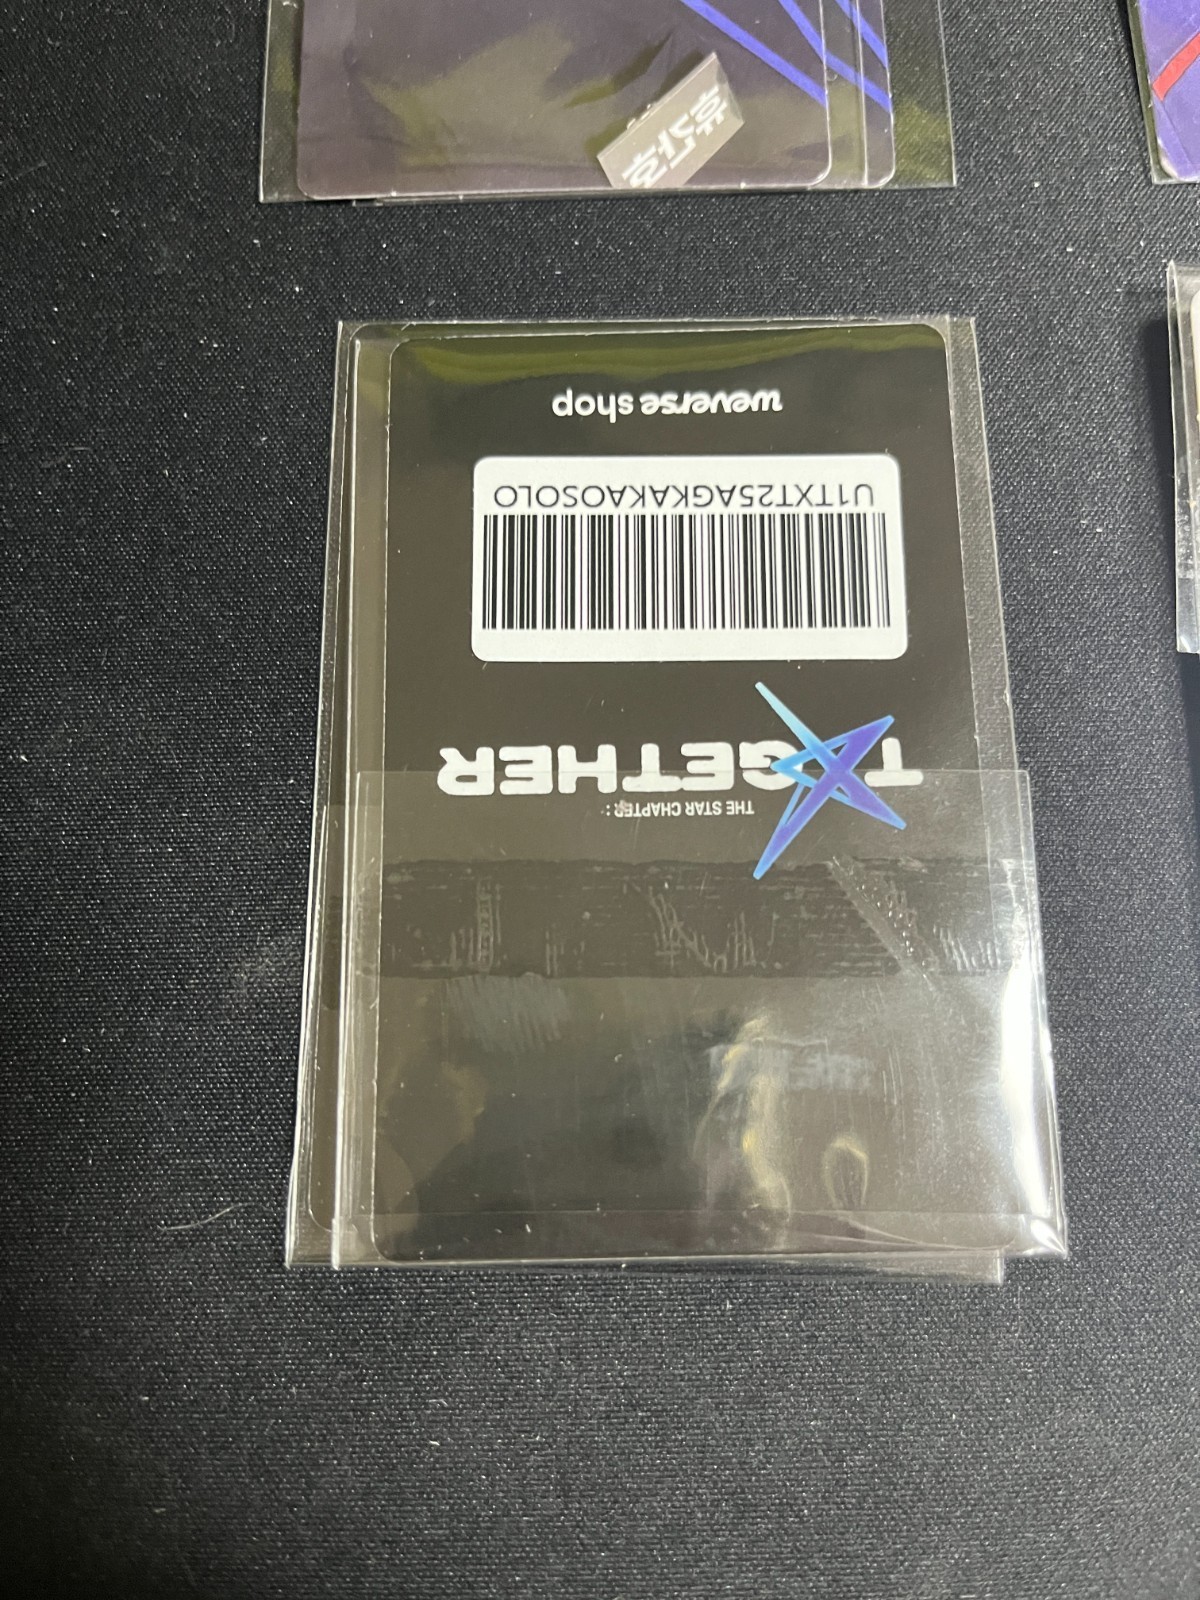 THE STAR CHAPTER :
TOGETHER
U1TXT25AGKAKAOSOLO
weverse shop